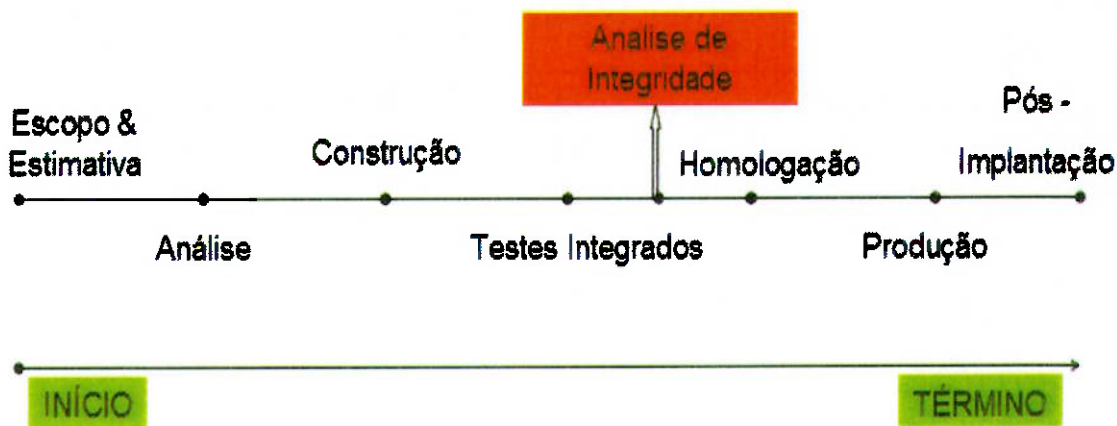 Analise de
Integridade
Escopo &
Estimativa
Construção
Homologação
Pós -
Implantação
Análise
Testes Integrados
Produção
INÍCIO
TÉRMINO